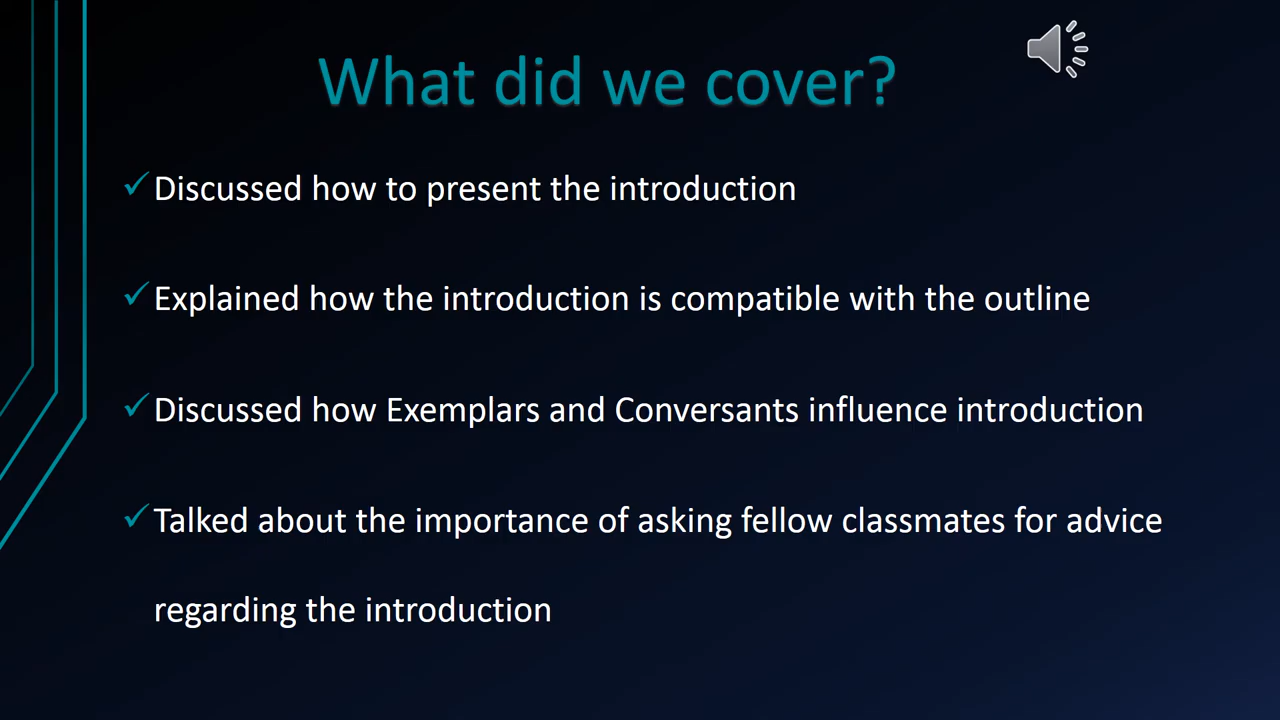 What did we cover?
Discussed how to present the introduction
Explained how the introduction is compatible with the outline
Discussed how Exemplars and Conversants influence introduction
Talked about the importance of asking fellow classmates for advice
regarding the introduction